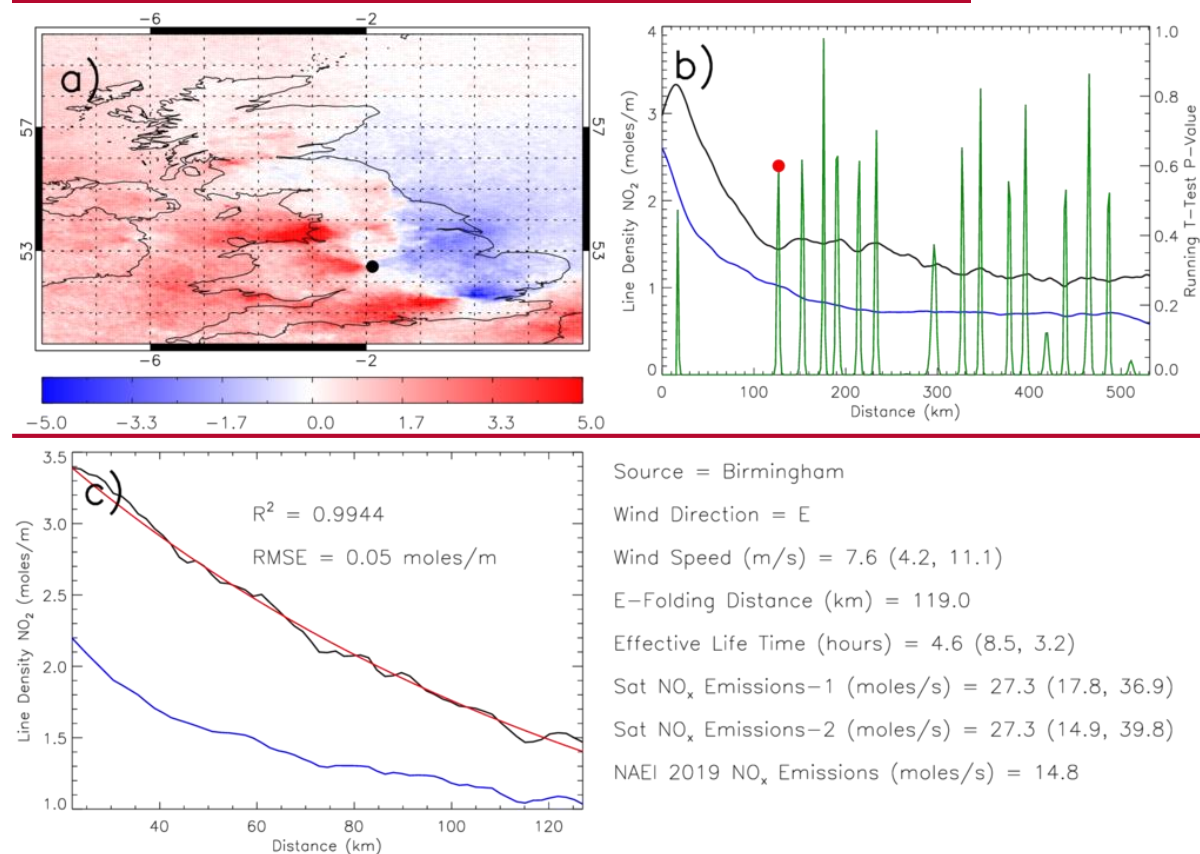 -6 -2
a)
57 57
53 53
-6 -2
-5.0 -3.3 -1.7 0.0 1.7 3.3 5.0
b)
Line Density NO₂ (moles/m)
4
3
2
1
0
0 100 200 300 400 500
Distance (km)
1.0
0.8
0.6
0.4
0.2
0.0
Running T-Test P-Value
c)
Line Density NO₂ (moles/m)
3.5
3.0
2.5
2.0
1.5
1.0
R² = 0.9944
RMSE = 0.05 moles/m
40 60 80 100 120
Distance (km)
Source = Birmingham
Wind Direction = E
Wind Speed (m/s) = 7.6 (4.2, 11.1)
E-Folding Distance (km) = 119.0
Effective Life Time (hours) = 4.6 (8.5, 3.2)
Sat NOₓ Emissions-1 (moles/s) = 27.3 (17.8, 36.9)
Sat NOₓ Emissions-2 (moles/s) = 27.3 (14.9, 39.8)
NAEI 2019 NOₓ Emissions (moles/s) = 14.8